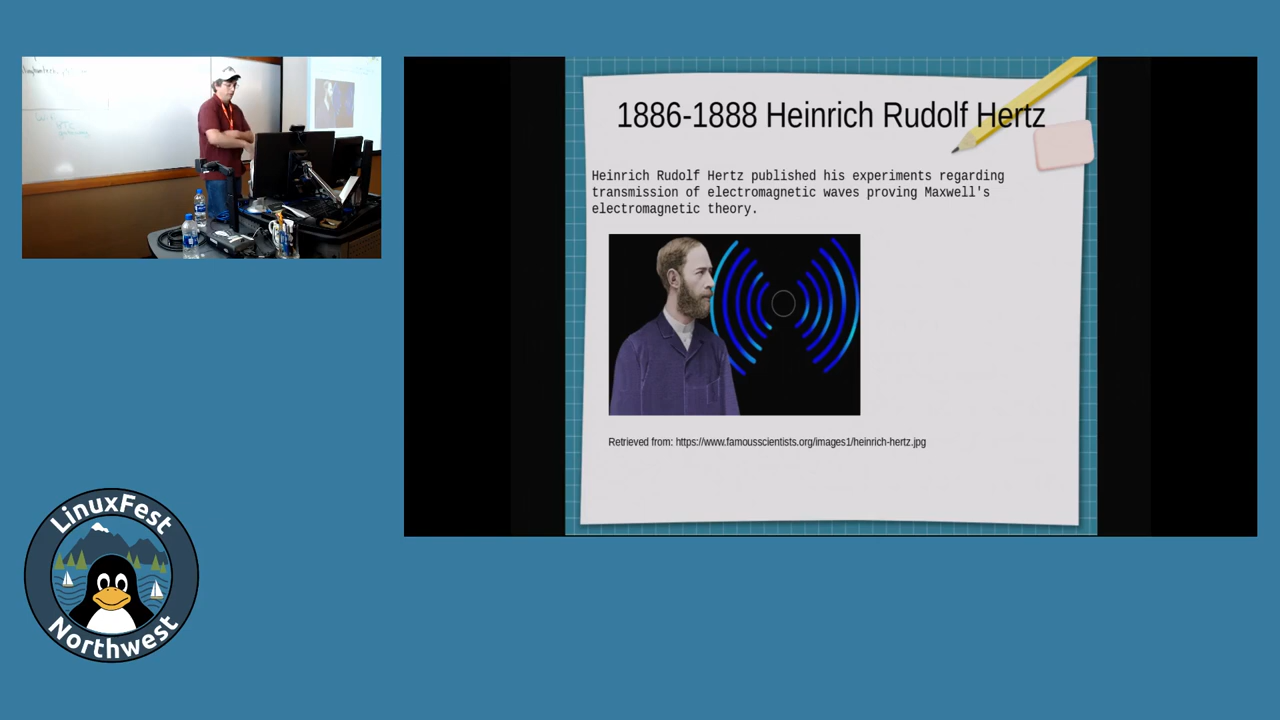 1886-1888 Heinrich Rudolf Hertz
Heinrich Rudolf Hertz published his experiments regarding
transmission of electromagnetic waves proving Maxwell's
electromagnetic theory.
Retrieved from: https://www.famousscientists.org/images1/heinrich-hertz.jpg
LinuxFest
Northwest